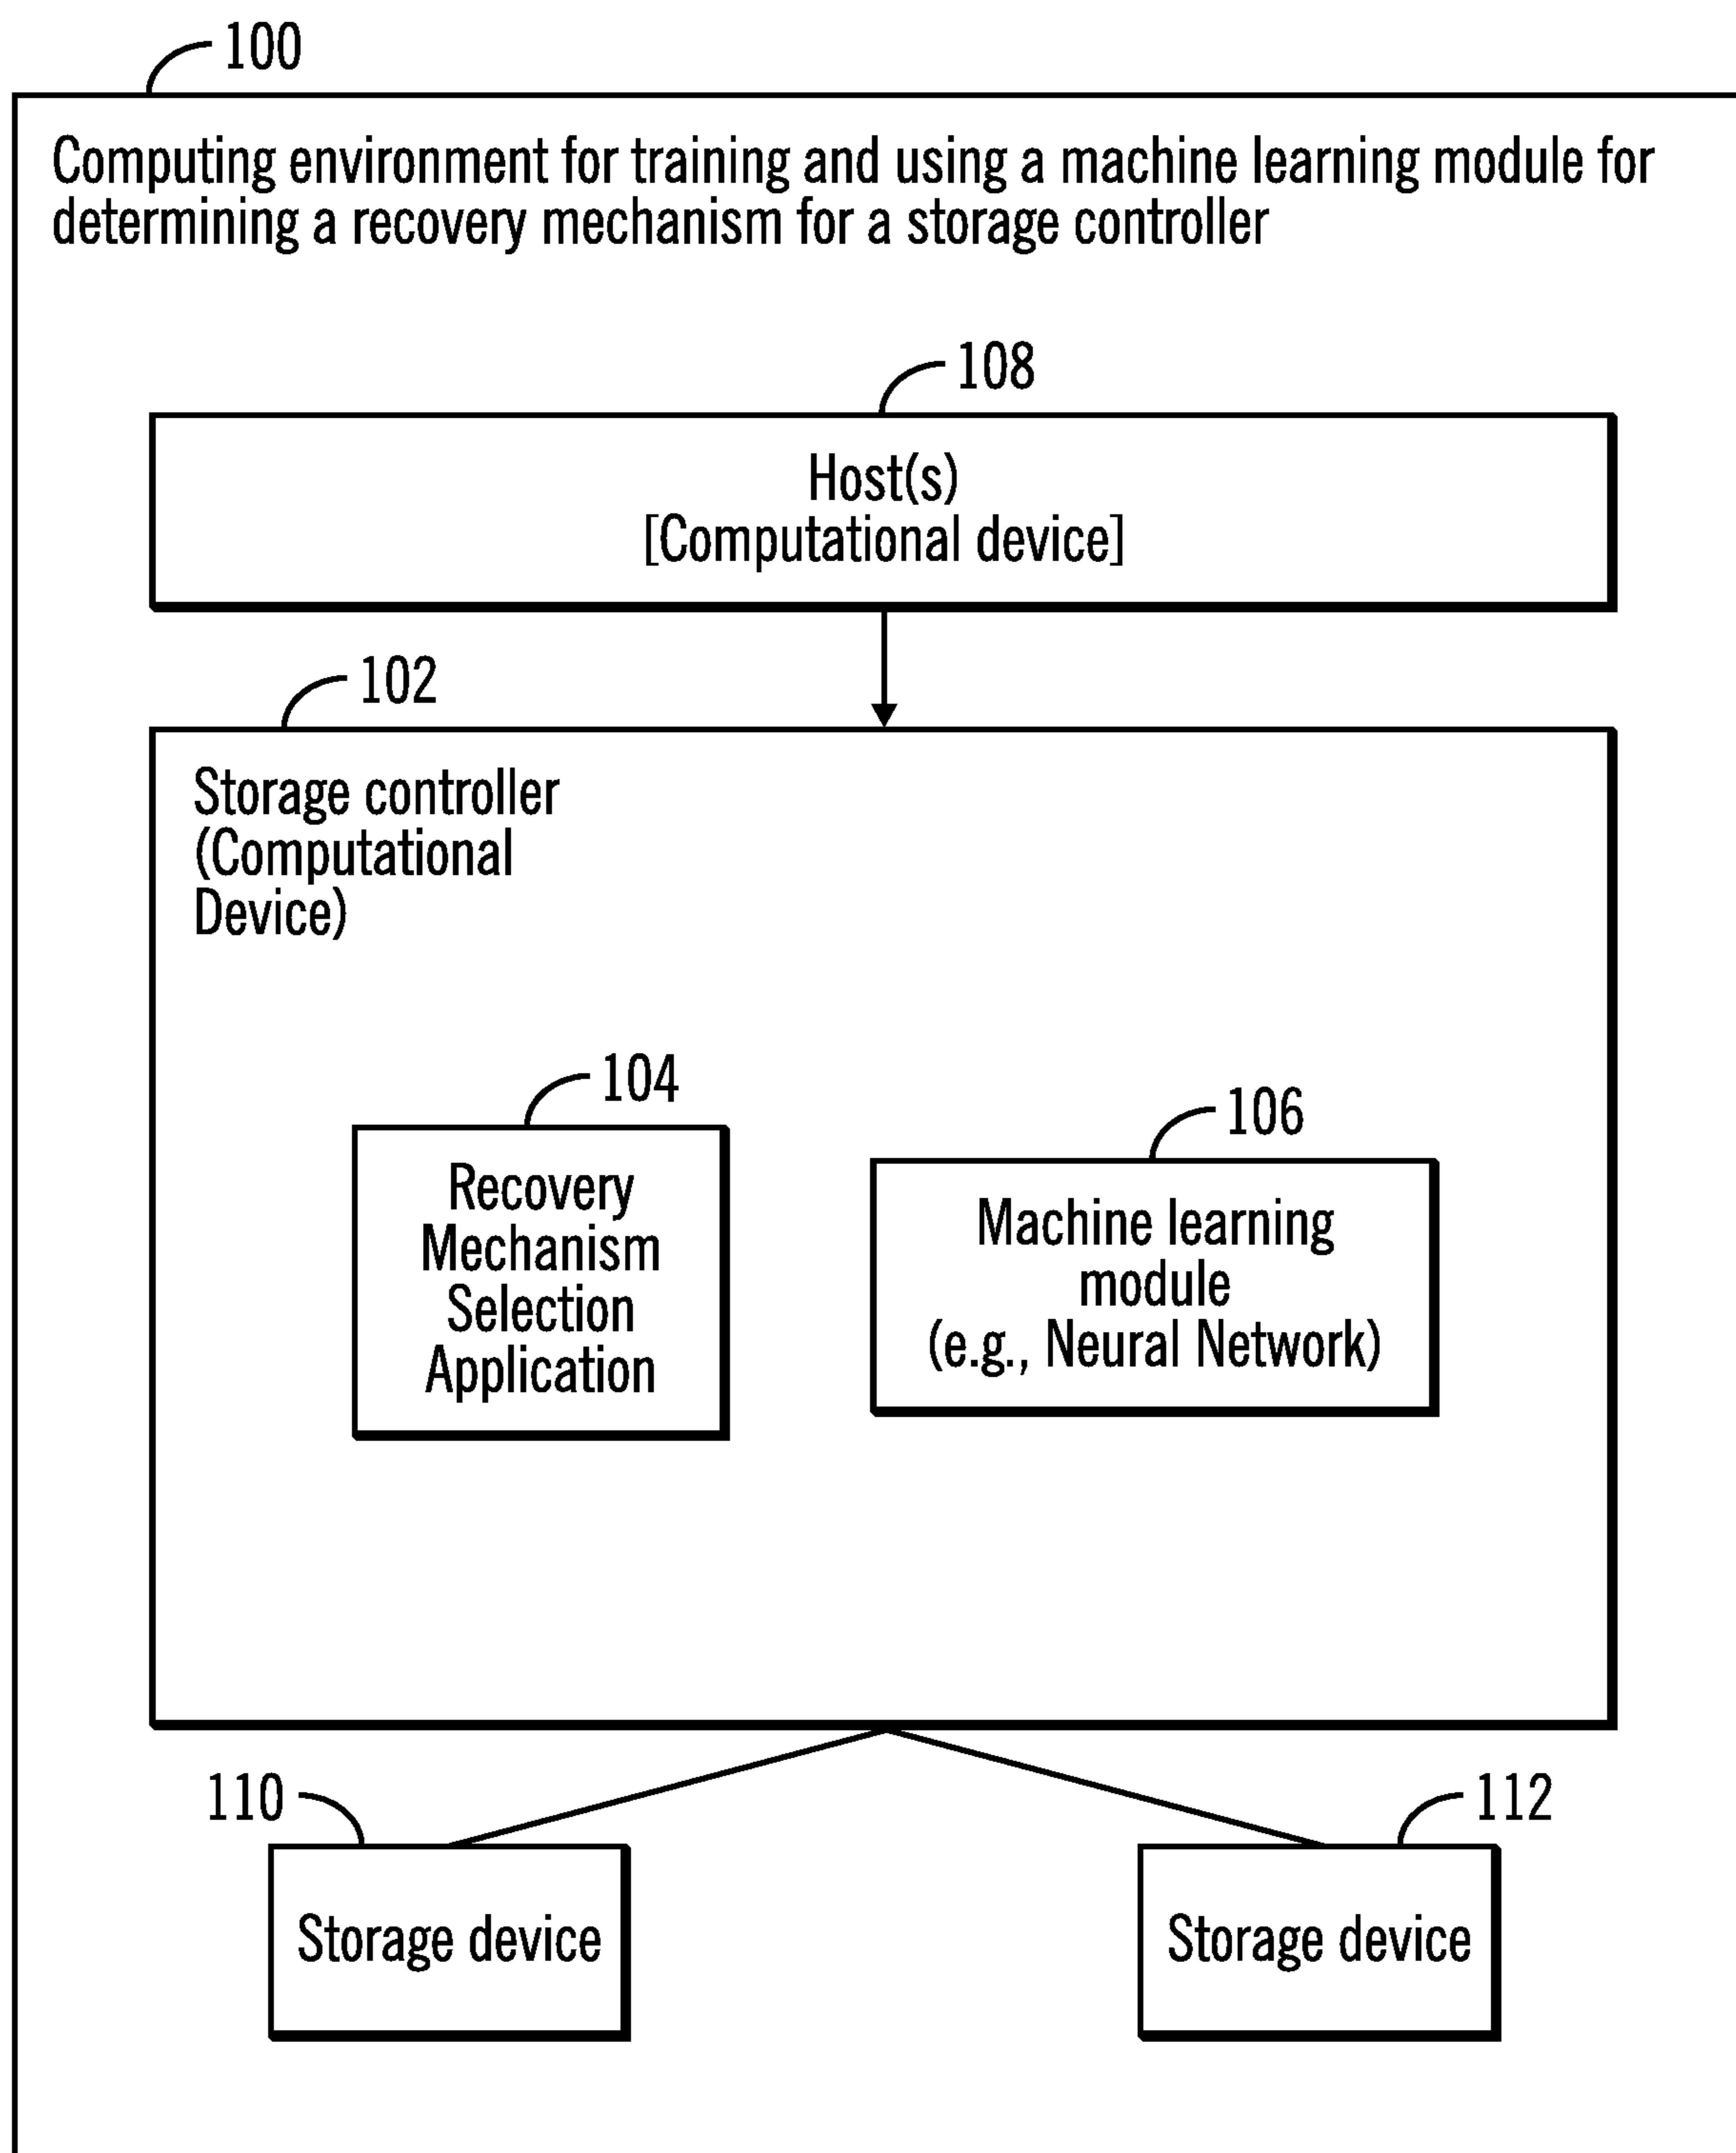 100
Computing environment for training and using a machine learning module for
determining a recovery mechanism for a storage controller
108
Host(s)
[Computational device]
102
Storage controller
(Computational
Device)
104
Recovery
Mechanism
Selection
Application
106
Machine learning
module
(e.g., Neural Network)
110
Storage device
112
Storage device